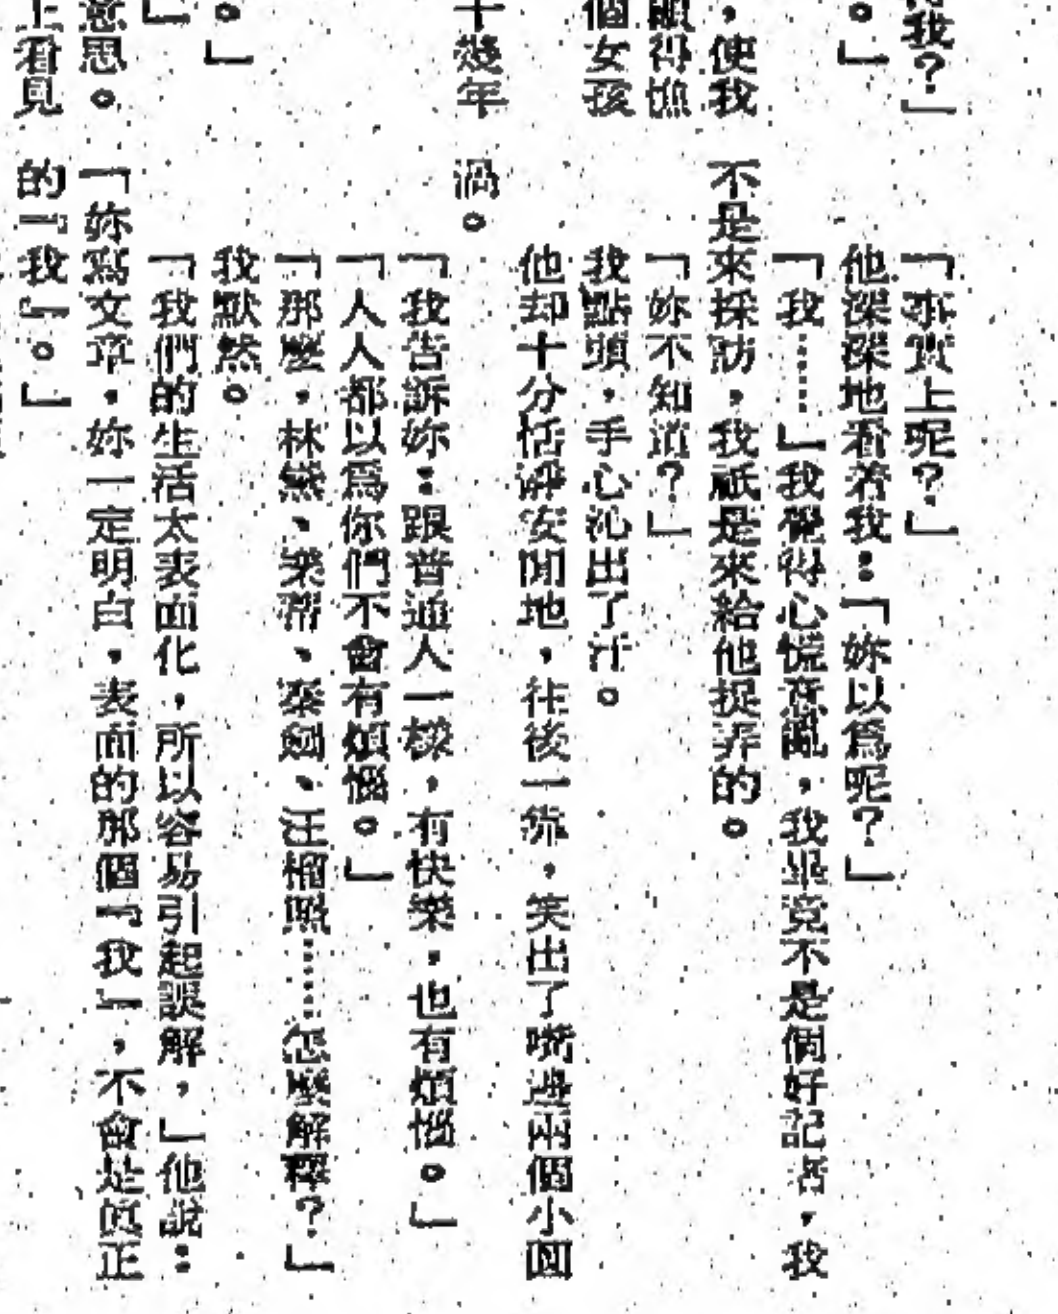 我？」
「事實上呢？」
。」
他深深地看着我：「妳以爲呢？」
「我……」我覺得心慌意亂，我畢竟不是個好記者，我
，使我
不是來採訪，我祇是來給他捉弄的。
得憔
「妳不知道？」
個女孩
我點頭，手心沁出了汗。
他却十分恬靜安閒地，往後一靠，笑出了嘴邊兩個小圓
十幾年
渦。
「我告訴妳：跟普通人一樣，有快樂，也有煩惱。」
「人人都以爲你們不會有煩惱。」
「那麼，林黛、樂蒂、秦　、汪榴照……怎麼解釋？」
。」
我默然。
」
「我們的生活太表面化，所以容易引起誤解，」他說：
意思。
「妳寫文章，妳一定明白，表面的那個『我』，不會是眞正
上看見
的『我』。」